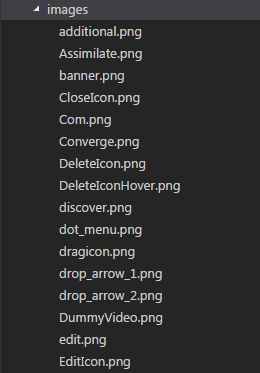 images
additional.png
Assimilate.png
banner.png
CloseIcon.png
Com.png
Converge.png
DeleteIcon.png
DeleteIconHover.png
discover.png
dot_menu.png
dragicon.png
drop_arrow_1.png
drop_arrow_2.png
DummyVideo.png
edit.png
EditIcon.png